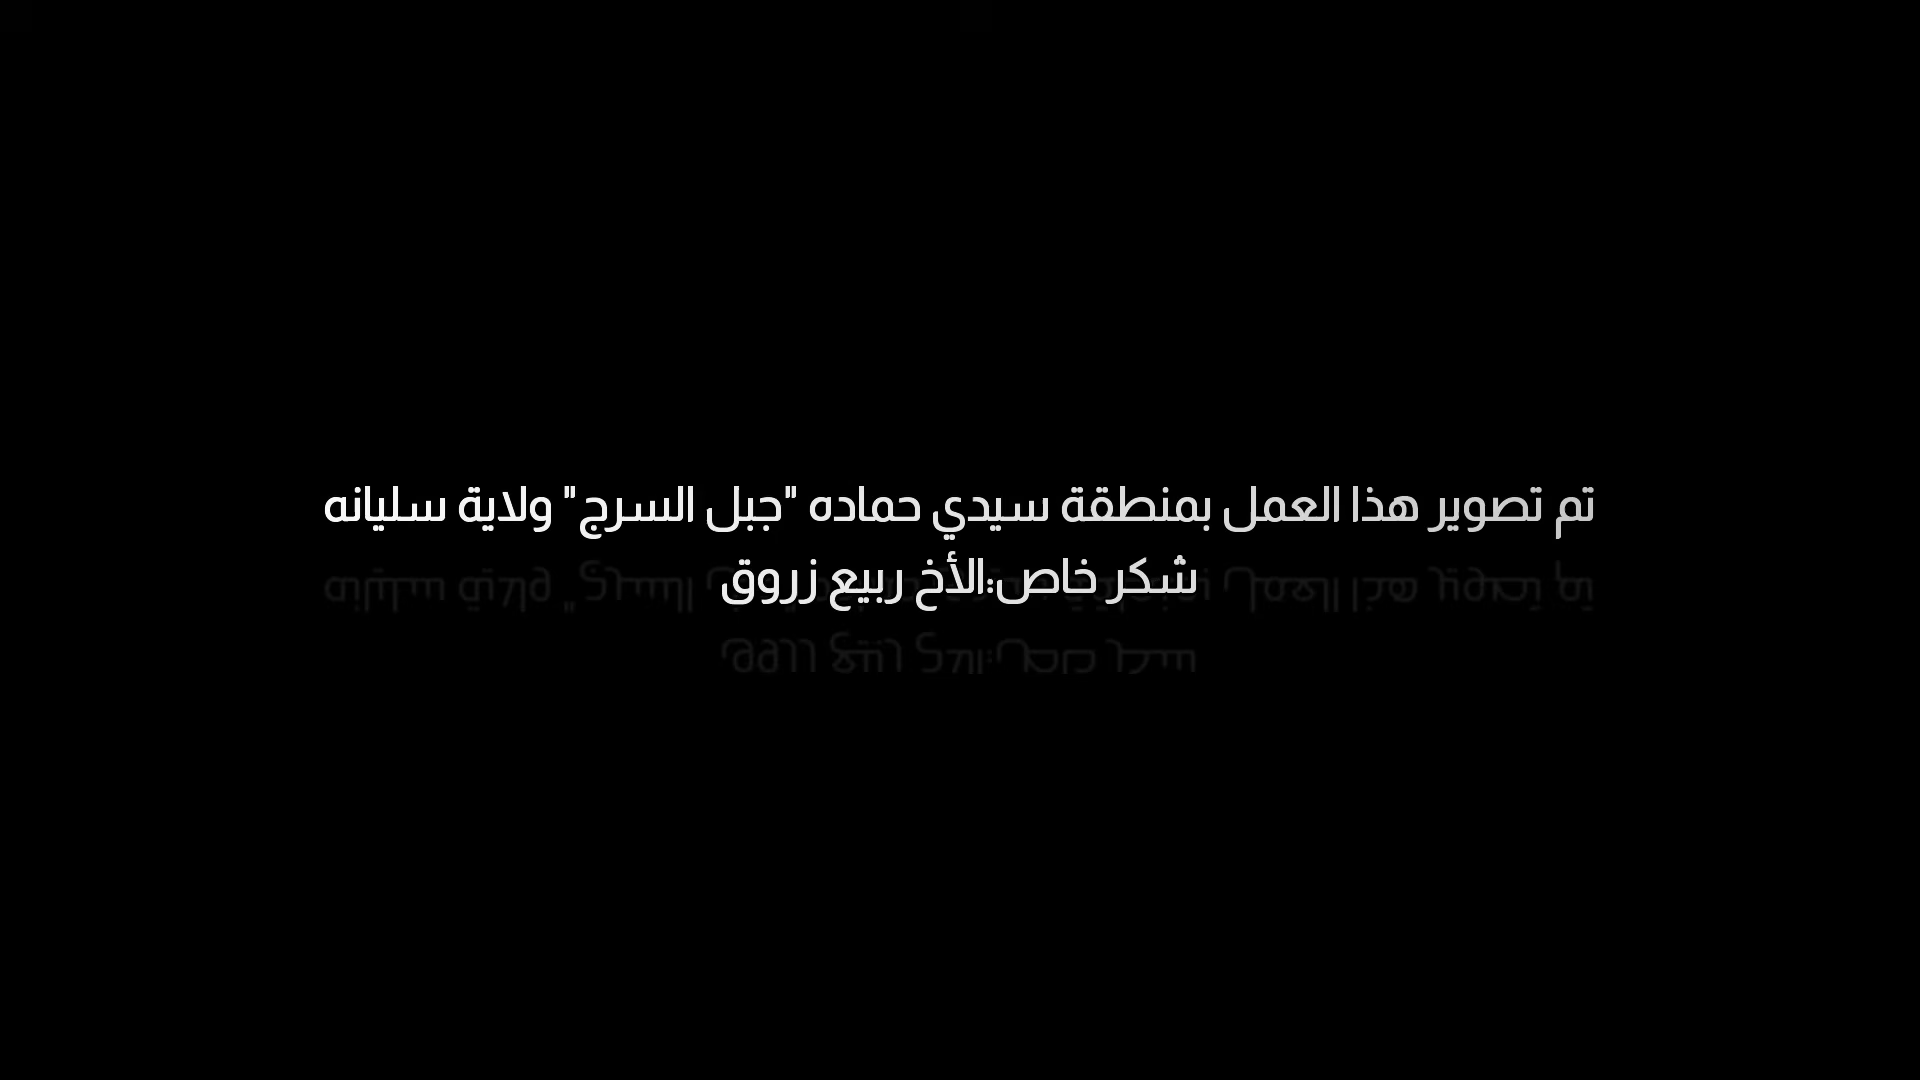 تم تصوير هذا العمل بمنطقة سيدي حماده "جبل السرج" ولاية سليانه
شكر خاص:الأخ ربيع زروق